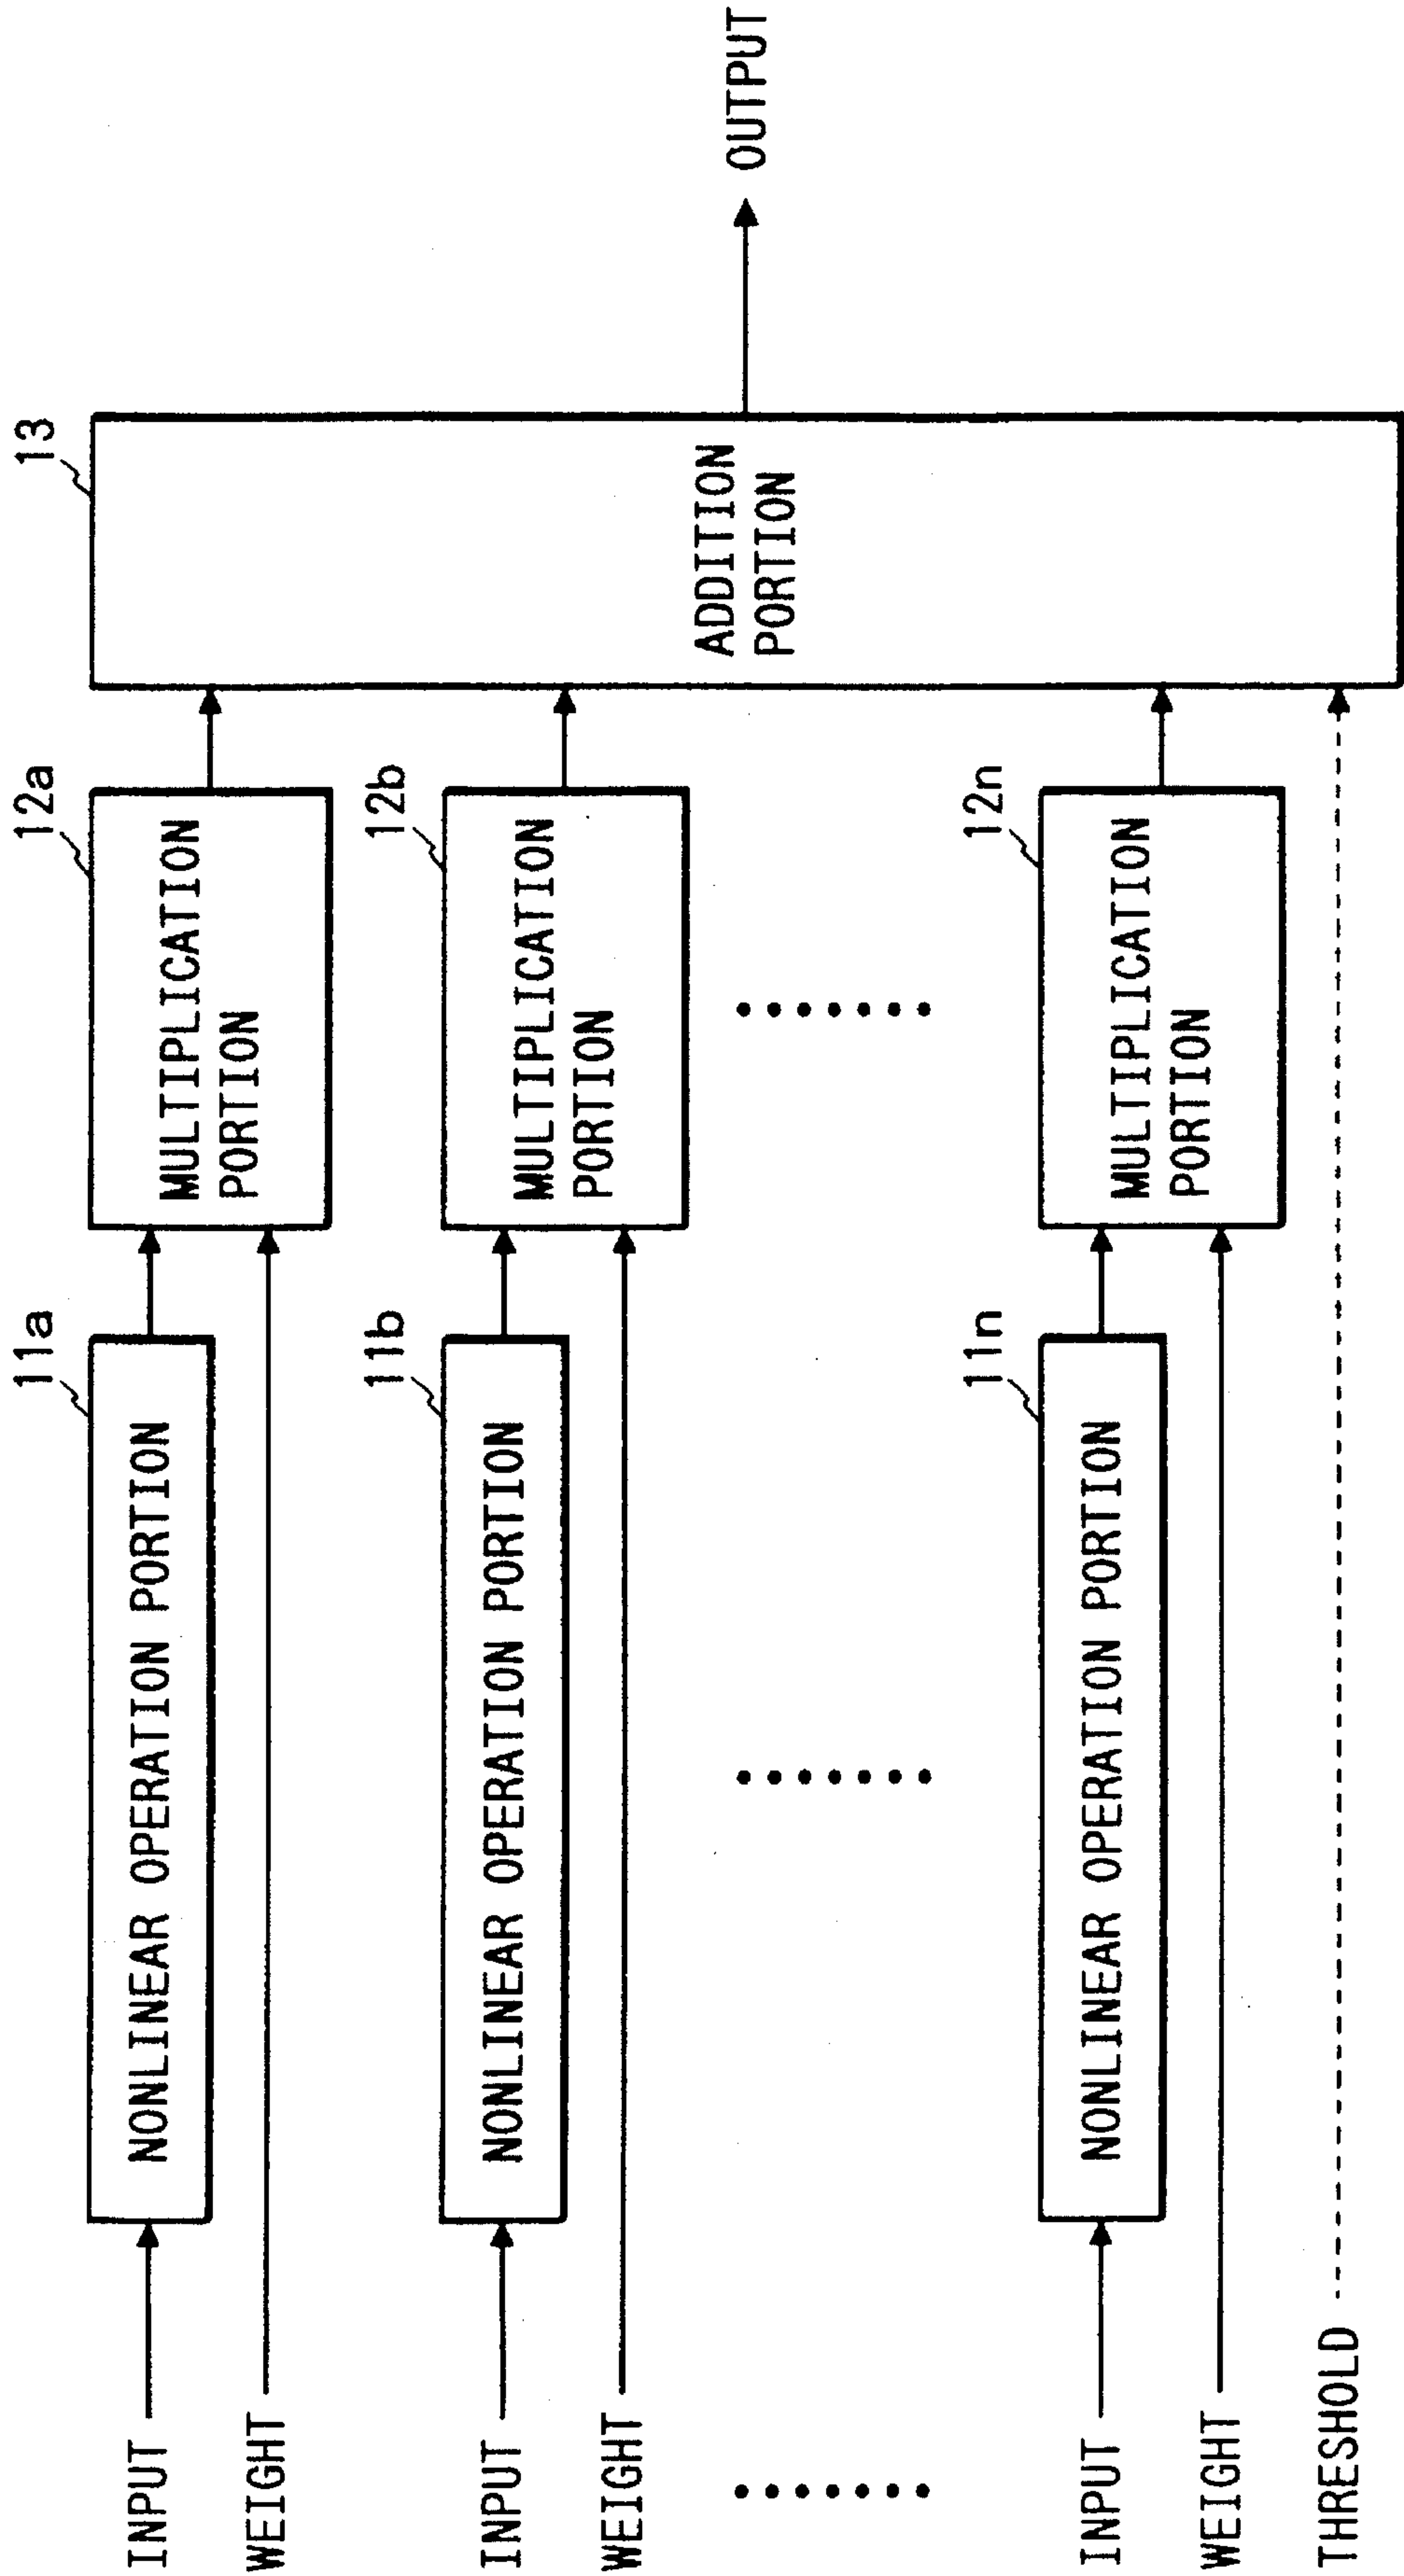 11a
12a
13
INPUT
NONLINEAR OPERATION PORTION
MULTIPLICATION
PORTION
WEIGHT
11b
12b
INPUT
NONLINEAR OPERATION PORTION
MULTIPLICATION
PORTION
WEIGHT
ADDITION
PORTION
OUTPUT
11n
12n
INPUT
NONLINEAR OPERATION PORTION
MULTIPLICATION
PORTION
WEIGHT
THRESHOLD